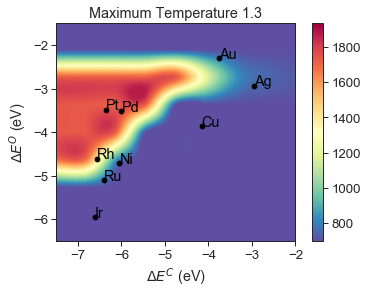 Maximum Temperature 1.3
Au
Ag
Pt
Pd
Cu
Rh
Ni
Ru
Ir
−2
−3
−4
−5
−6
ΔE^O (eV)
−7
−6
−5
−4
−3
−2
ΔE^C (eV)
1800
1600
1400
1200
1000
800